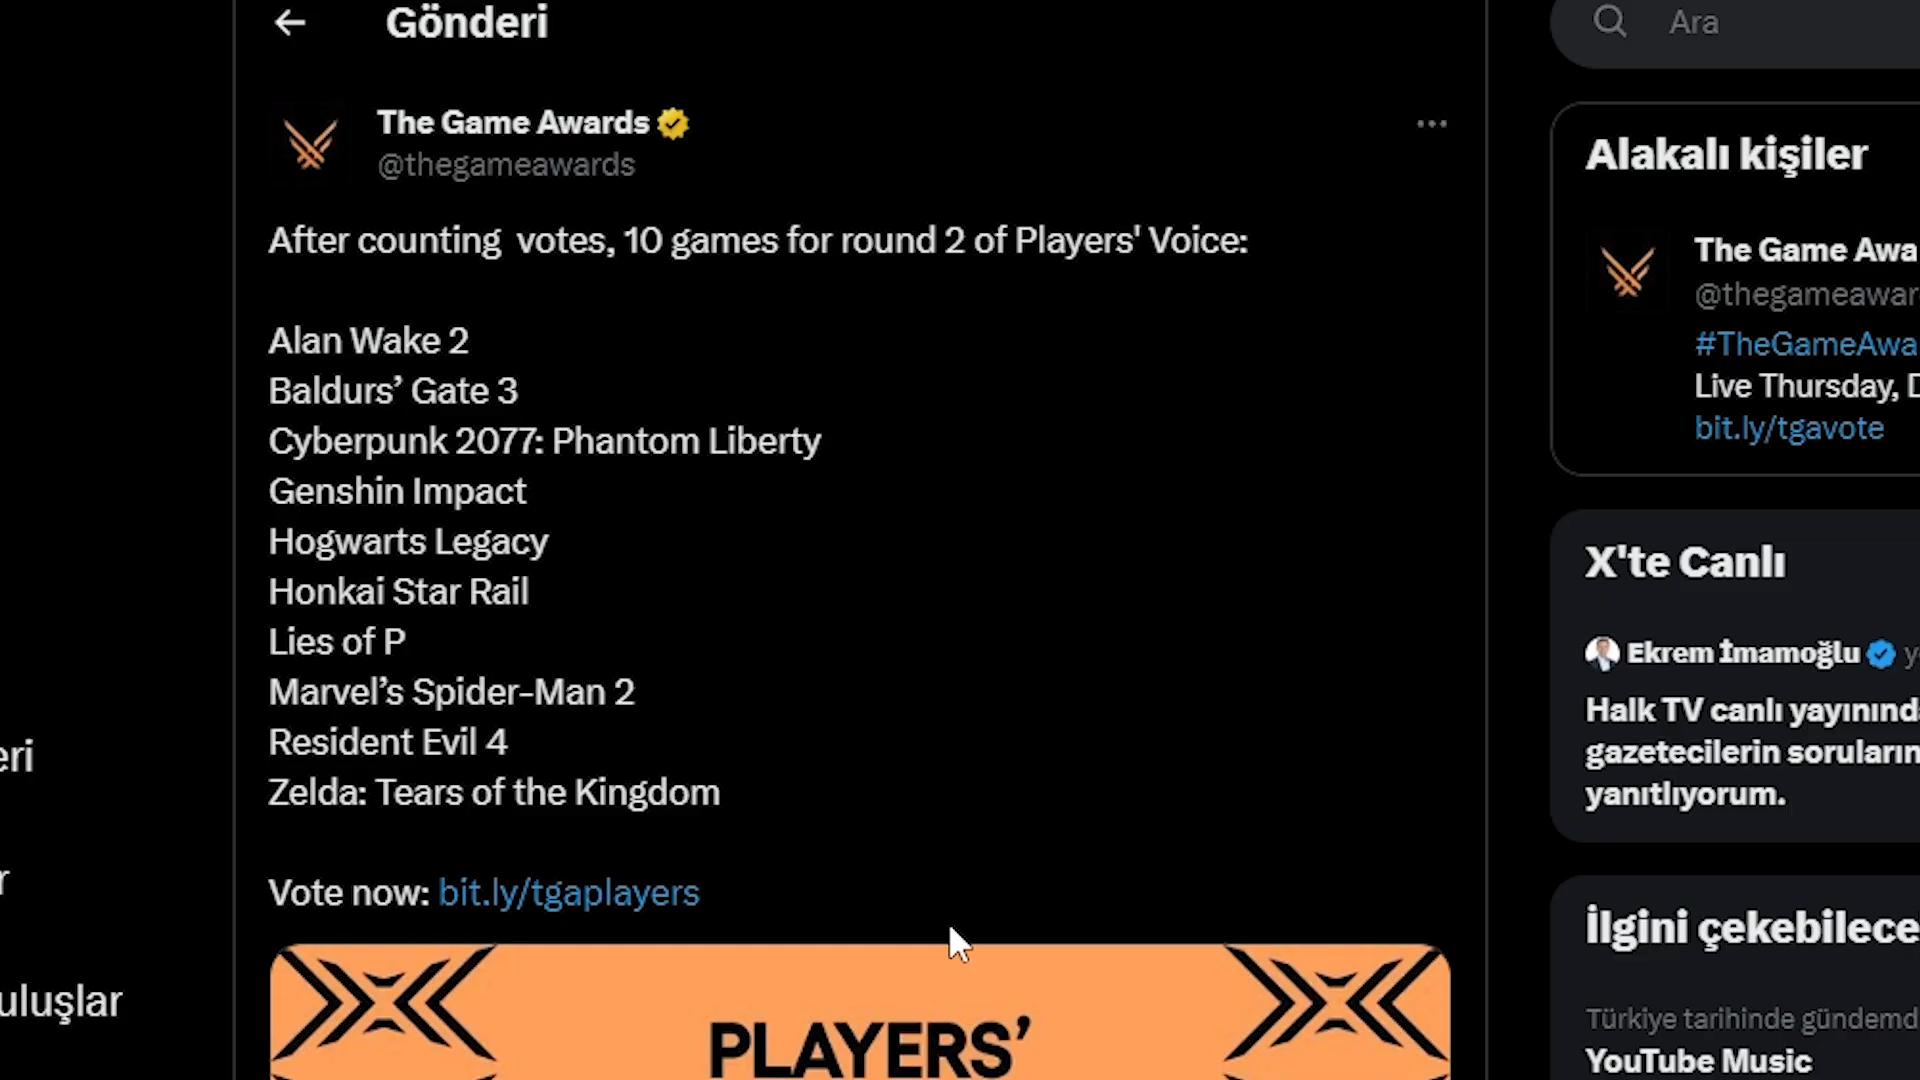 Gönderi
Ara
The Game Awards
@thegameawards
After counting votes, 10 games for round 2 of Players' Voice:
Alan Wake 2
Baldurs’ Gate 3
Cyberpunk 2077: Phantom Liberty
Genshin Impact
Hogwarts Legacy
Honkai Star Rail
Lies of P
Marvel’s Spider-Man 2
Resident Evil 4
Zelda: Tears of the Kingdom
Vote now: bit.ly/tgaplayers
PLAYERS’
Alakalı kişiler
The Game Awa
@thegameawar
#TheGameAwa
Live Thursday, D
bit.ly/tgavote
X'te Canlı
Ekrem İmamoğlu y
Halk TV canlı yayınında
gazetecilerin soruların
yanıtlıyorum.
İlgini çekebilece
Türkiye tarihinde gündemd
YouTube Music
eri
r
uluşlar